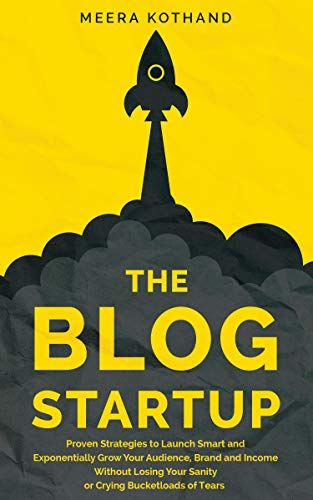 MEERA KOTHAND
THE
BLOG
STARTUP
Proven Strategies to Launch Smart and
Exponentially Grow Your Audience, Brand and Income
Without Losing Your Sanity
or Crying Bucketloads of Tears